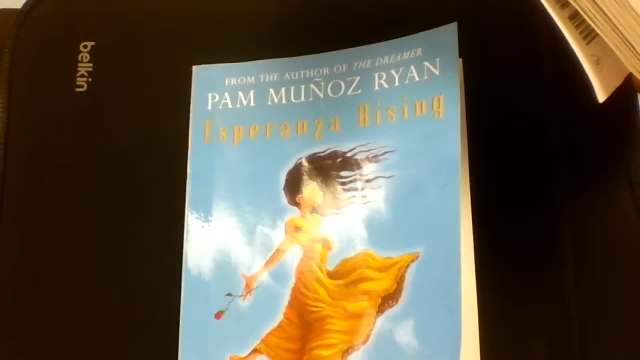 belkin
FROM THE AUTHOR OF THE DREAMER
PAM MUÑOZ RYAN
Esperanza Rising